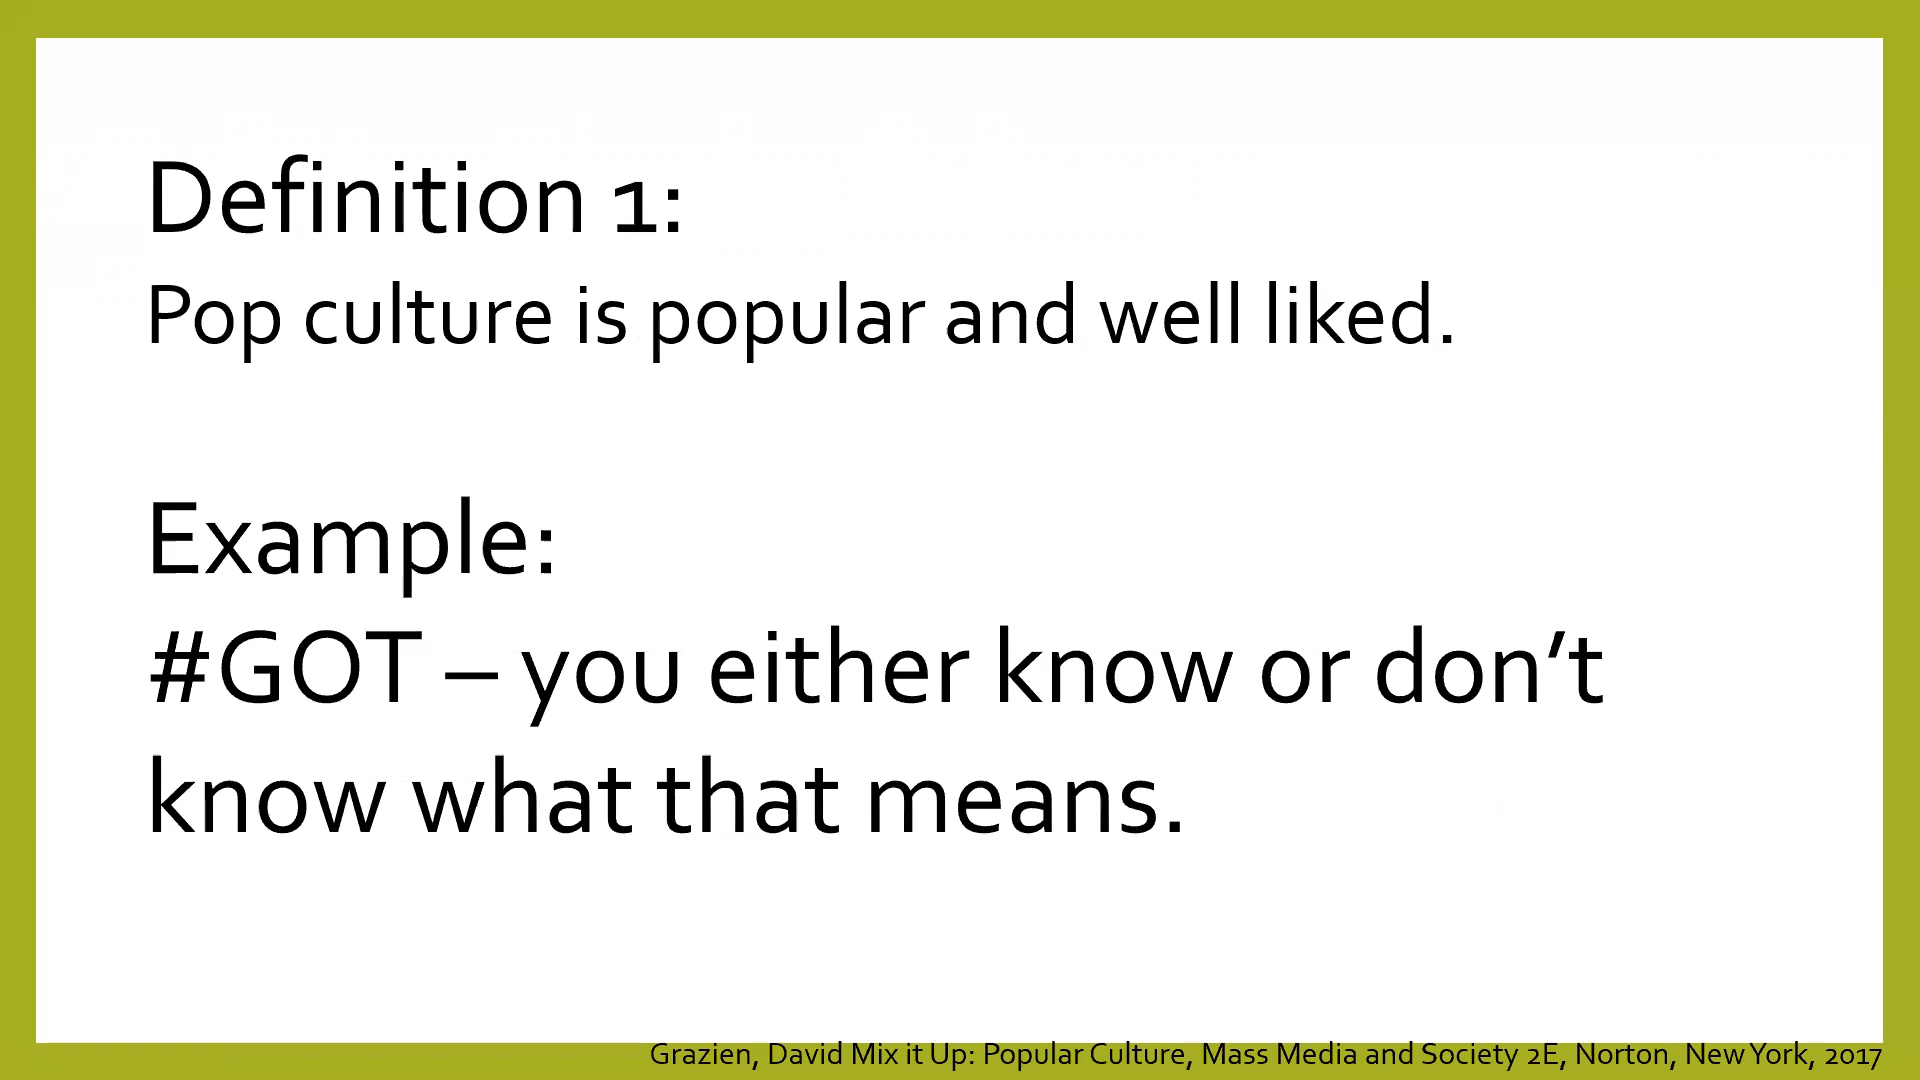 Definition 1:
Pop culture is popular and well liked.
Example:
#GOT – you either know or don’t
know what that means.
Grazien, David Mix it Up: Popular Culture, Mass Media and Society 2E, Norton, New York, 2017